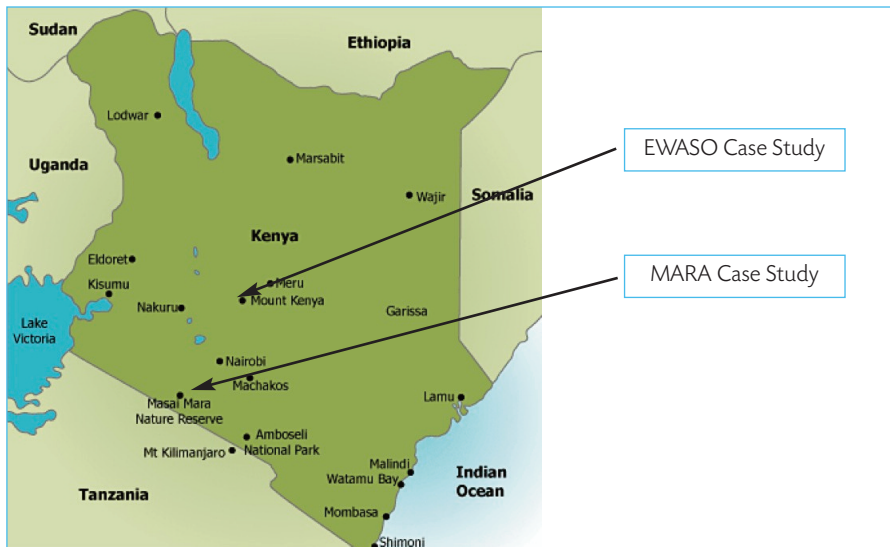 Sudan
Ethiopia
Lodwar
EWASO Case Study
Marsabit
Uganda
Somalia
Wajir
Kenya
Eldoret
MARA Case Study
Meru
Kisumu
Mount Kenya
Nakuru
Garissa
Lake
Victoria
Nairobi
Machakos
Masai Mara
Nature Reserve
Lamu
Amboseli
National Park
Mt Kilimanjaro
Malindi
Watamu Bay
Indian
Ocean
Tanzania
Mombasa
Shimoni